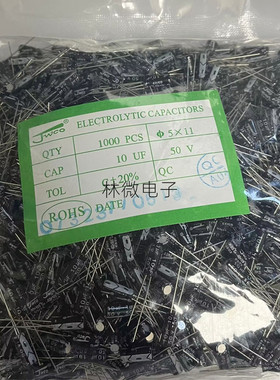 JWCO
ELECTROLYTIC CAPACITORS
QTY 1000 PCS Φ 5×11
CAP 10 UF 50 V
TOL ±20% QC
林微电子
ROHS DATE
QC